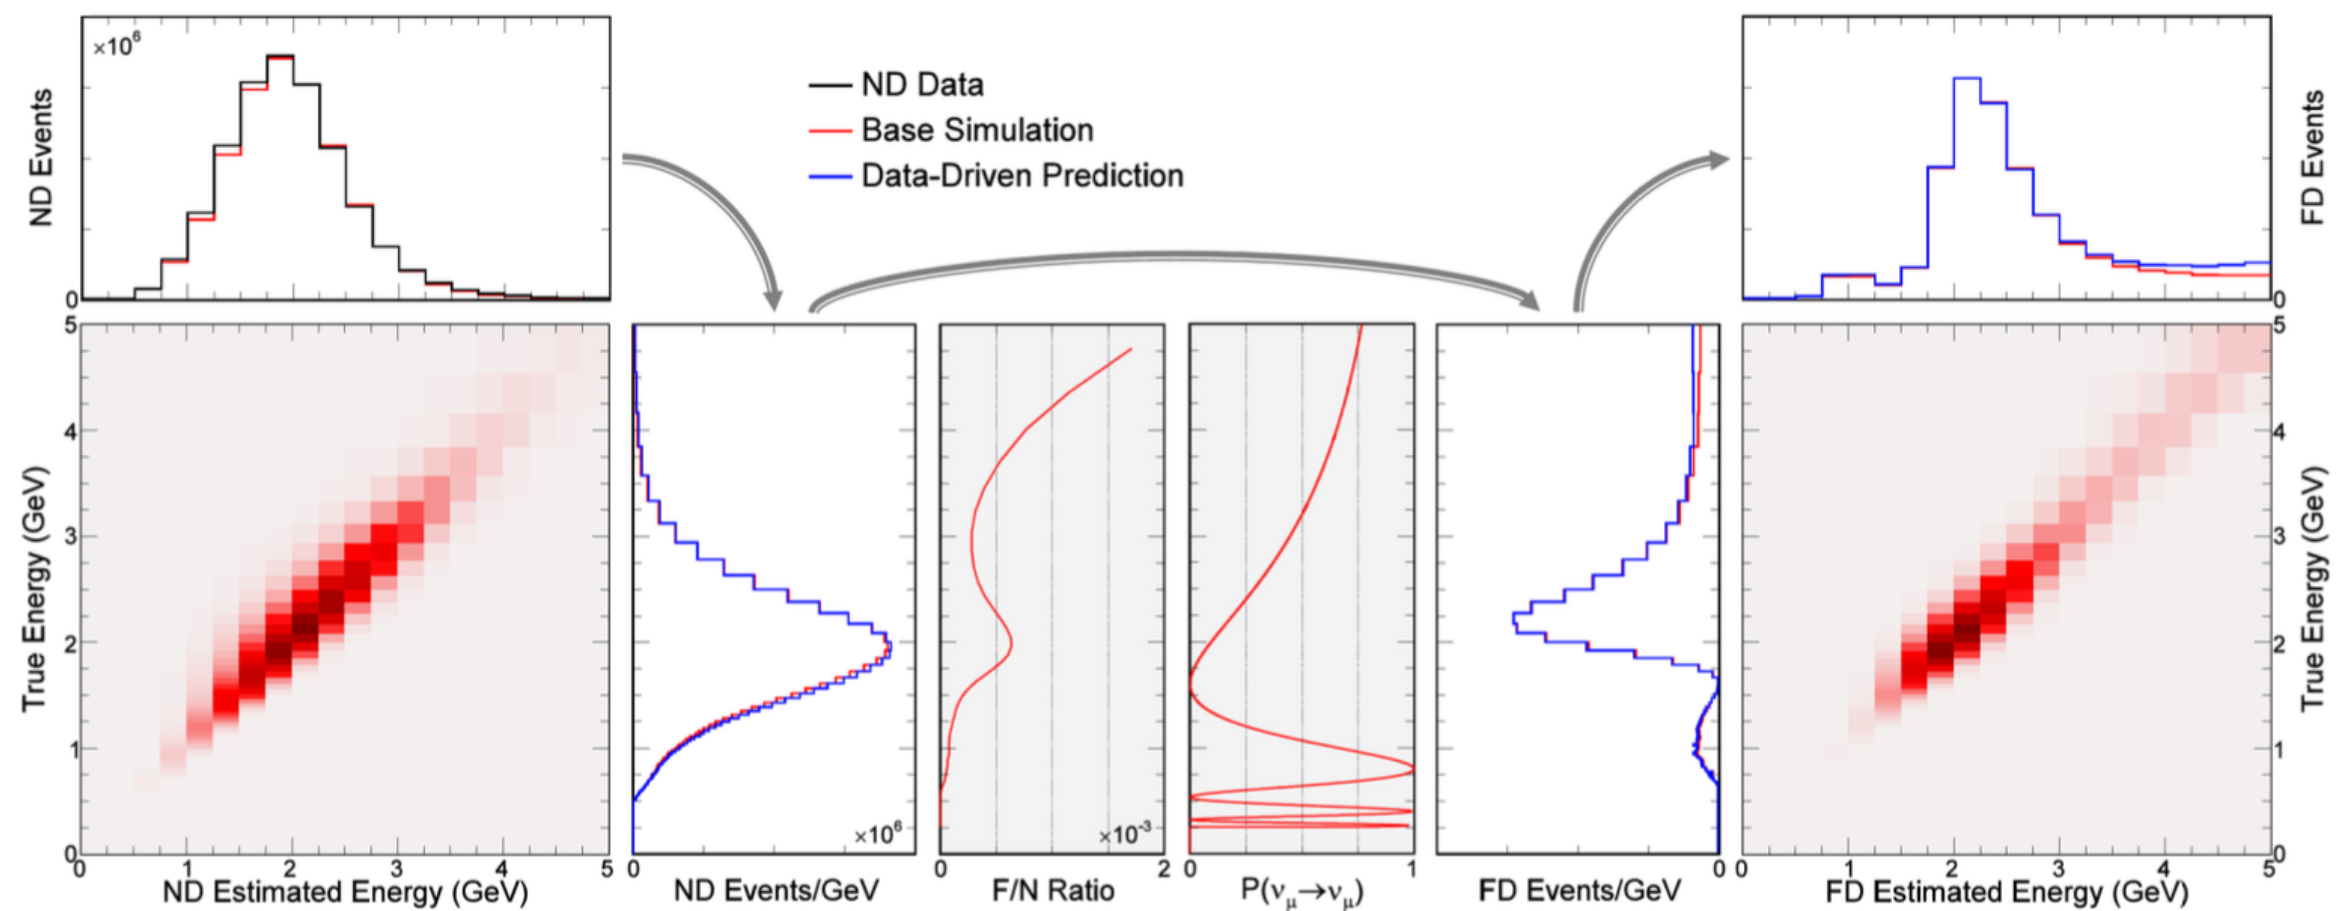 ×10⁶
ND Events
0
ND Data
Base Simulation
Data-Driven Prediction
FD Events
0
True Energy (GeV)
5
4
3
2
1
0
0 1 2 3 4 5
ND Estimated Energy (GeV)
×10⁶
0
ND Events/GeV
×10⁻³
0 2
F/N Ratio
0 1
P(νμ→νμ)
0
FD Events/GeV
1 2 3 4 5
FD Estimated Energy (GeV)
5
4
3
2
1
0
True Energy (GeV)